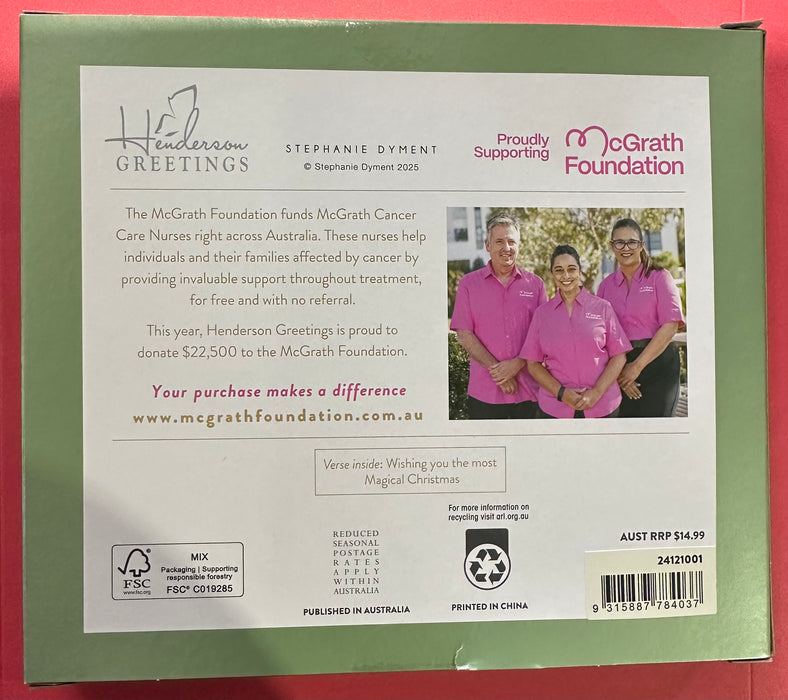 Henderson
GREETINGS
STEPHANIE DYMENT
© Stephanie Dyment 2025
Proudly
Supporting
McGrath
Foundation
The McGrath Foundation funds McGrath Cancer
Care Nurses right across Australia. These nurses help
individuals and their families affected by cancer by
providing invaluable support throughout treatment,
for free and with no referral.
This year, Henderson Greetings is proud to
donate $22,500 to the McGrath Foundation.
Your purchase makes a difference
www.mcgrathfoundation.com.au
McGrath
Foundation
McGrath
Foundation
McGrath
Foundation
Verse inside: Wishing you the most
Magical Christmas
FSC
www.fsc.org
MIX
Packaging | Supporting
responsible forestry
FSC® C019285
REDUCED
SEASONAL
POSTAGE
RATES
APPLY
WITHIN
AUSTRALIA
PUBLISHED IN AUSTRALIA
For more information on
recycling visit arl.org.au
PRINTED IN CHINA
AUST RRP $14.99
24121001
9 315887 784037